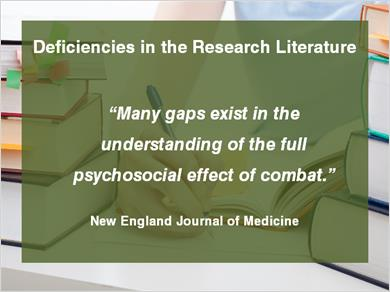 Deficiencies in the Research Literature
“Many gaps exist in the
understanding of the full
psychosocial effect of combat.”
New England Journal of Medicine